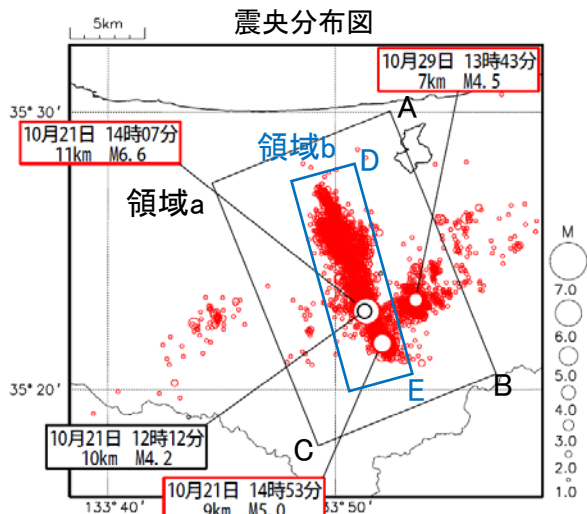 震央分布図
5km
10月29日 13時43分
7km M4.5
A
35°30′
10月21日 14時07分
11km M6.6
領域b
D
領域a
M
7.0
6.0
5.0
4.0
3.0
2.0
1.0
35°20′
E
B
C
10月21日 12時12分
10km M4.2
10月21日 14時53分
9km M5.0
133°40′
133°50′